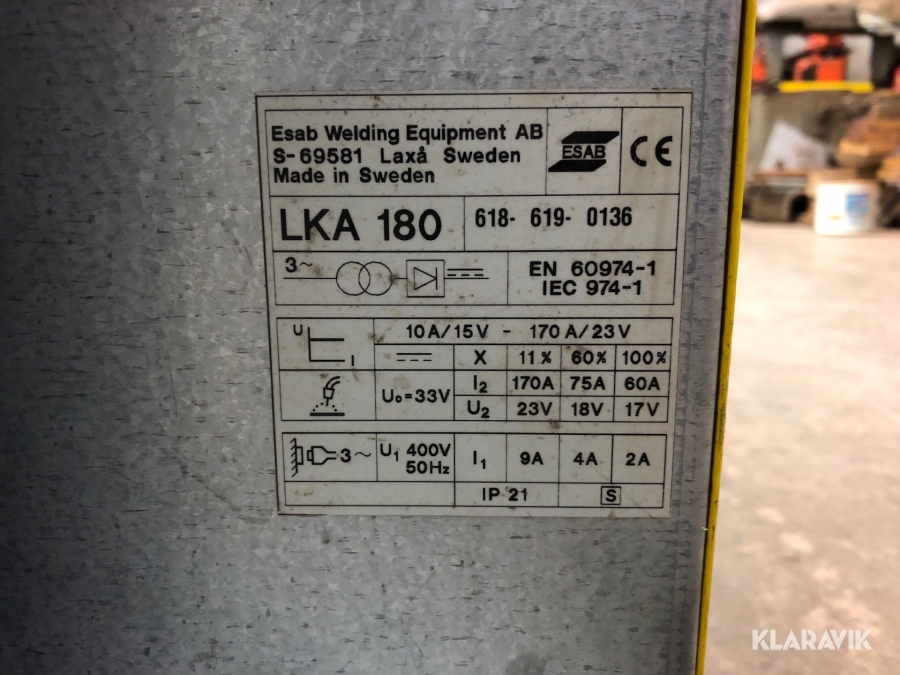 Esab Welding Equipment AB
S-69581 Laxå Sweden
Made in Sweden
ESAB
CE
LKA 180
618- 619- 0136
3~
EN 60974-1
IEC 974-1
U
I
10A/15V - 170A/23V
X 11% 60% 100%
U₀=33V
I₂ 170A 75A 60A
U₂ 23V 18V 17V
3~
U₁ 400V
50Hz
I₁ 9A 4A 2A
IP 21
S
KLARAVIK